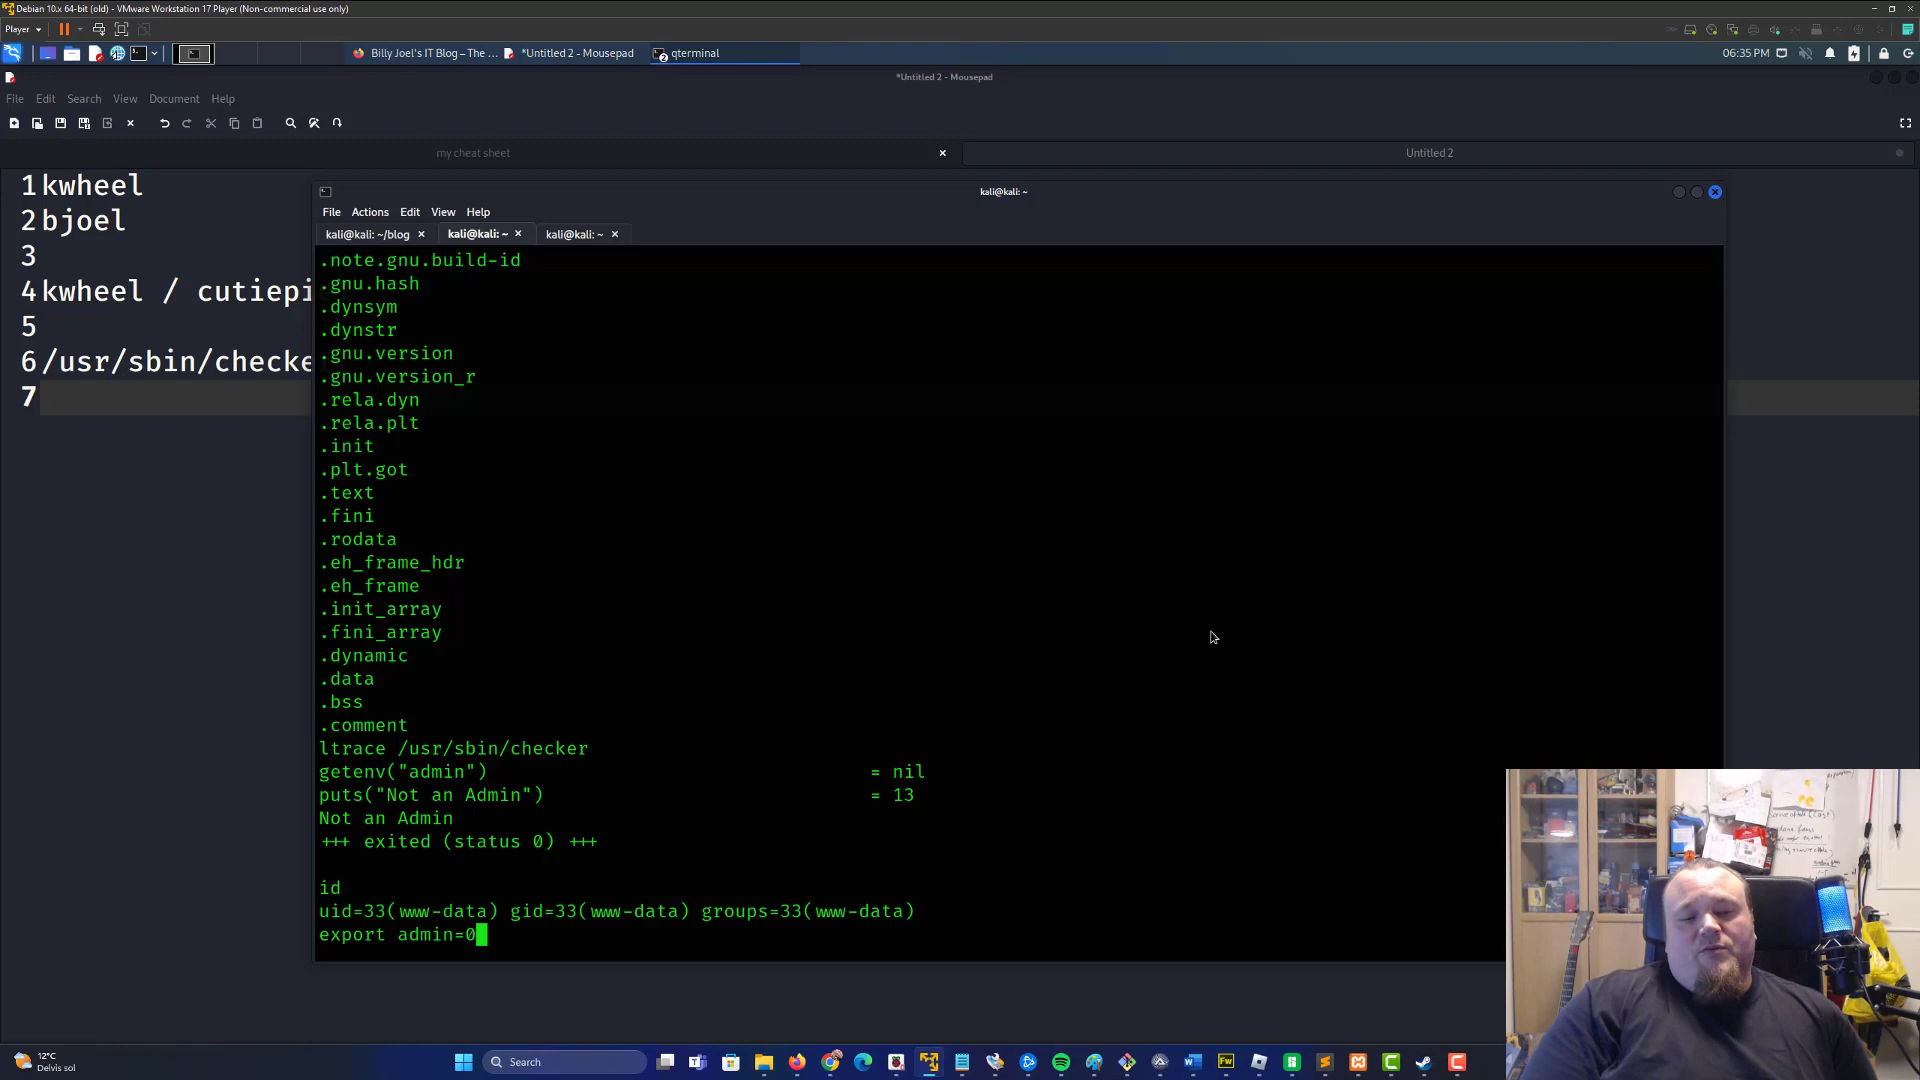 Debian 10.x 64-bit (old) - VMware Workstation 17 Player (Non-commercial use only)
Player
Billy Joel's IT Blog – The ...
*Untitled 2 - Mousepad
qterminal
06:35 PM
*Untitled 2 - Mousepad
File Edit Search View Document Help
my cheat sheet
Untitled 2
1 kwheel
2 bjoel
3
4 kwheel / cutiepi
5
6 /usr/sbin/checke
7
kali@kali: ~
File Actions Edit View Help
kali@kali: ~/blog
kali@kali: ~
kali@kali: ~
.note.gnu.build-id
.gnu.hash
.dynsym
.dynstr
.gnu.version
.gnu.version_r
.rela.dyn
.rela.plt
.init
.plt.got
.text
.fini
.rodata
.eh_frame_hdr
.eh_frame
.init_array
.fini_array
.dynamic
.data
.bss
.comment
ltrace /usr/sbin/checker
getenv("admin") = nil
puts("Not an Admin") = 13
Not an Admin
+++ exited (status 0) +++
id
uid=33(www-data) gid=33(www-data) groups=33(www-data)
export admin=0
12°C
Delvis sol
Search